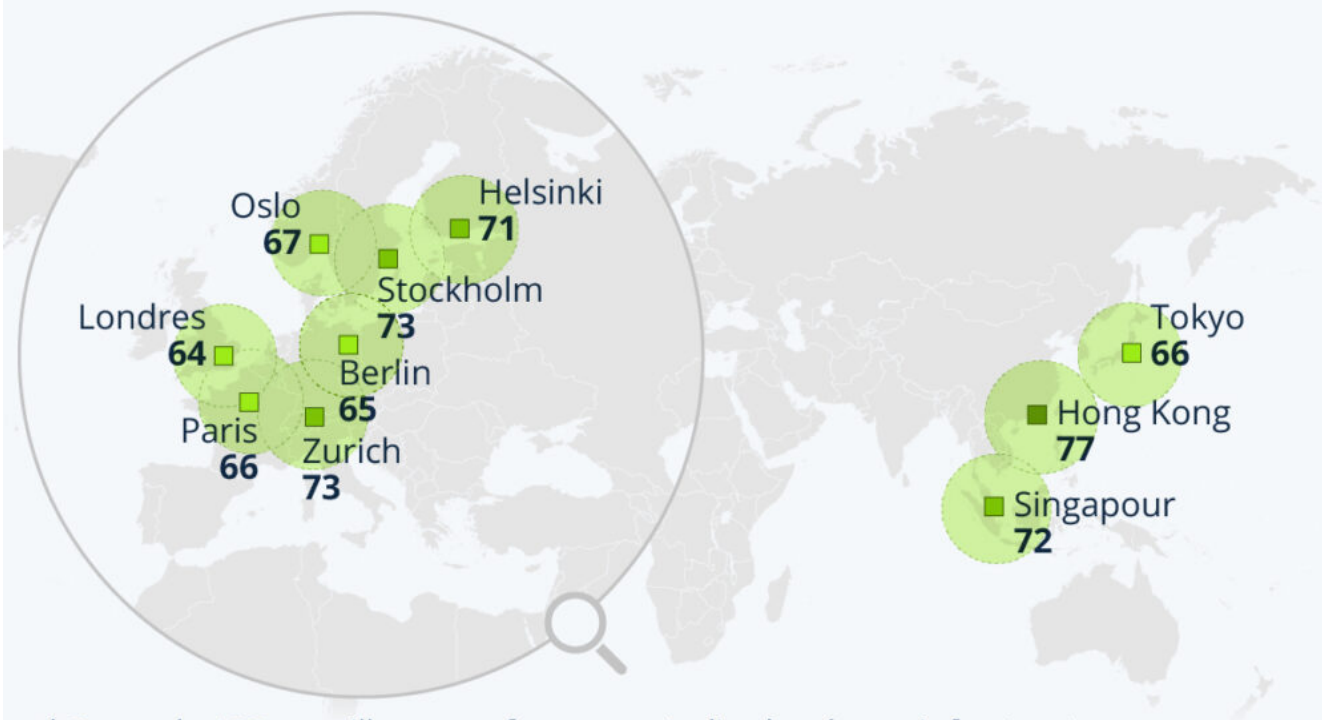 Oslo
67
Helsinki
71
Stockholm
73
Londres
64
Berlin
65
Paris
66
Zurich
73
Tokyo
66
Hong Kong
77
Singapour
72